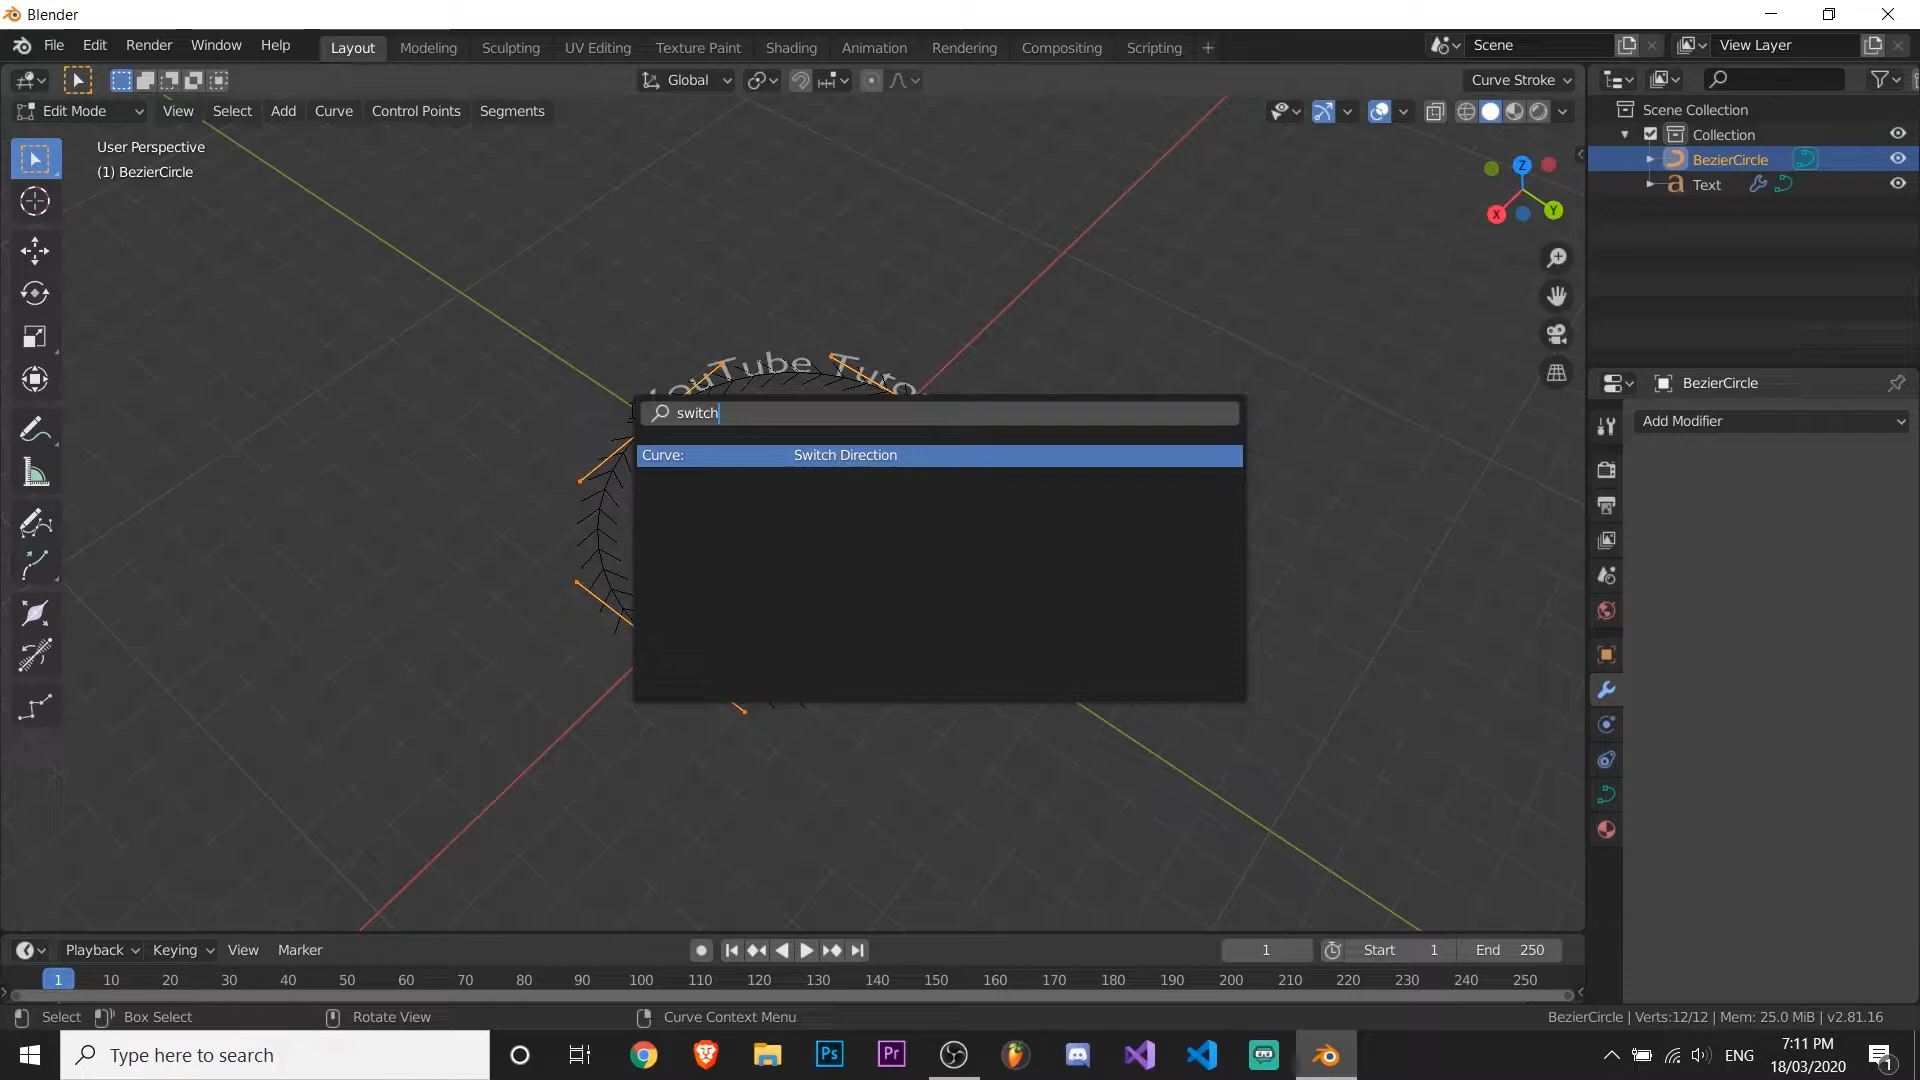 Blender
File Edit Render Window Help Layout Modeling Sculpting UV Editing Texture Paint Shading Animation Rendering Compositing Scripting + Scene View Layer
Global Curve Stroke
Edit Mode View Select Add Curve Control Points Segments
Scene Collection
Collection
BezierCircle
Text
User Perspective
(1) BezierCircle
Z
X
Y
YouTube Tuto
switch
Curve: Switch Direction
BezierCircle
Add Modifier
Playback Keying View Marker 1 Start 1 End 250
1 10 20 30 40 50 60 70 80 90 100 110 120 130 140 150 160 170 180 190 200 210 220 230 240 250
Select Box Select Rotate View Curve Context Menu BezierCircle | Verts:12/12 | Mem: 25.0 MiB | v2.81.16
Type here to search
Ps
Pr
ENG
7:11 PM
18/03/2020
1